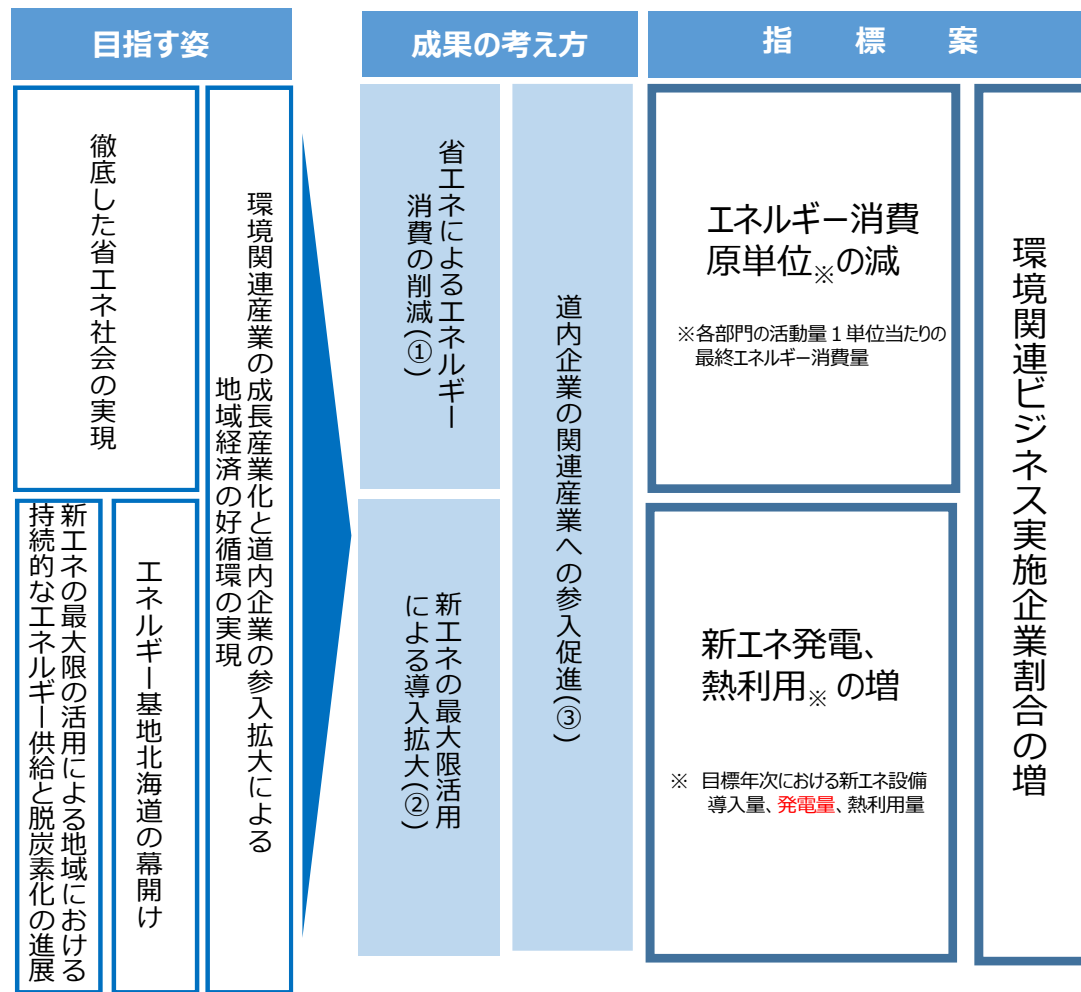 目指す姿
徹底した省エネ社会の実現
新エネの最大限の活用による地域における
持続的なエネルギー供給と脱炭素化の進展
エネルギー基地北海道の幕開け
環境関連産業の成長産業化と道内企業の参入拡大による
地域経済の好循環の実現
成果の考え方
省エネによるエネルギー
消費の削減(①)
新エネの最大限活用
による導入拡大(②)
道内企業の関連産業への参入促進(③)
指標案
エネルギー消費
原単位※の減
※各部門の活動量1単位当たりの
最終エネルギー消費量
新エネ発電、
熱利用※の増
※ 目標年次における新エネ設備
導入量、発電量、熱利用量
環境関連ビジネス実施企業割合の増